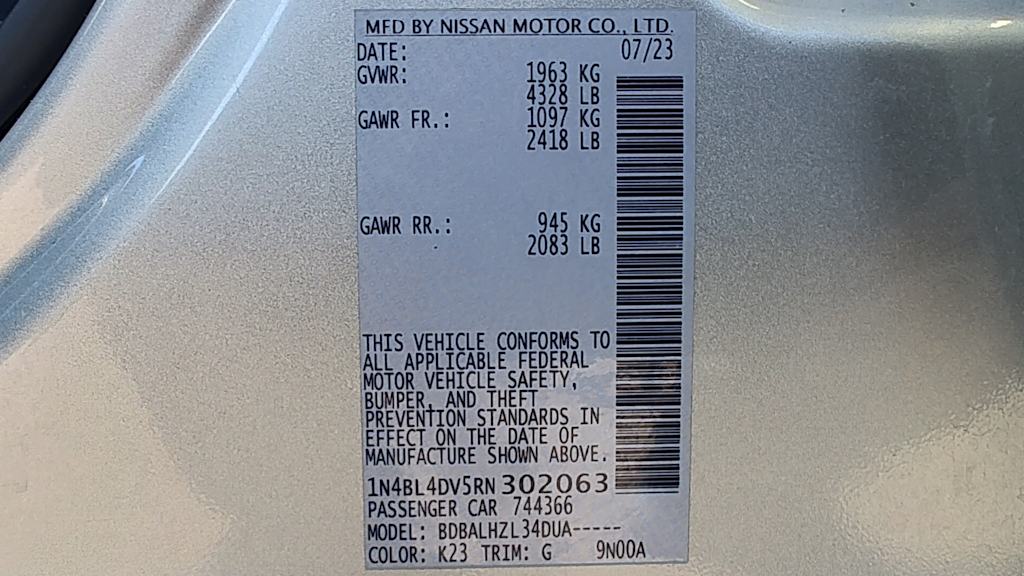 MFD BY NISSAN MOTOR CO., LTD.
DATE: 07/23
GVWR: 1963 KG
4328 LB
GAWR FR.: 1097 KG
2418 LB
GAWR RR.: 945 KG
2083 LB
THIS VEHICLE CONFORMS TO
ALL APPLICABLE FEDERAL
MOTOR VEHICLE SAFETY,
BUMPER, AND THEFT
PREVENTION STANDARDS IN
EFFECT ON THE DATE OF
MANUFACTURE SHOWN ABOVE.
1N4BL4DV5RN302063
PASSENGER CAR 744366
MODEL: BDBALHZL34DUA-----
COLOR: K23 TRIM: G 9N00A